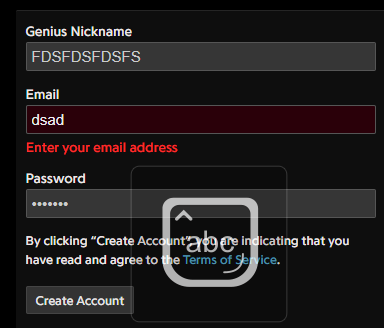 Genius Nickname
FDSFDSFDSFS
Email
dsad
Enter your email address
Password
•••••••
abc
By clicking “Create Account”, you are indicating that you
have read and agree to the Terms of Service.
Create Account